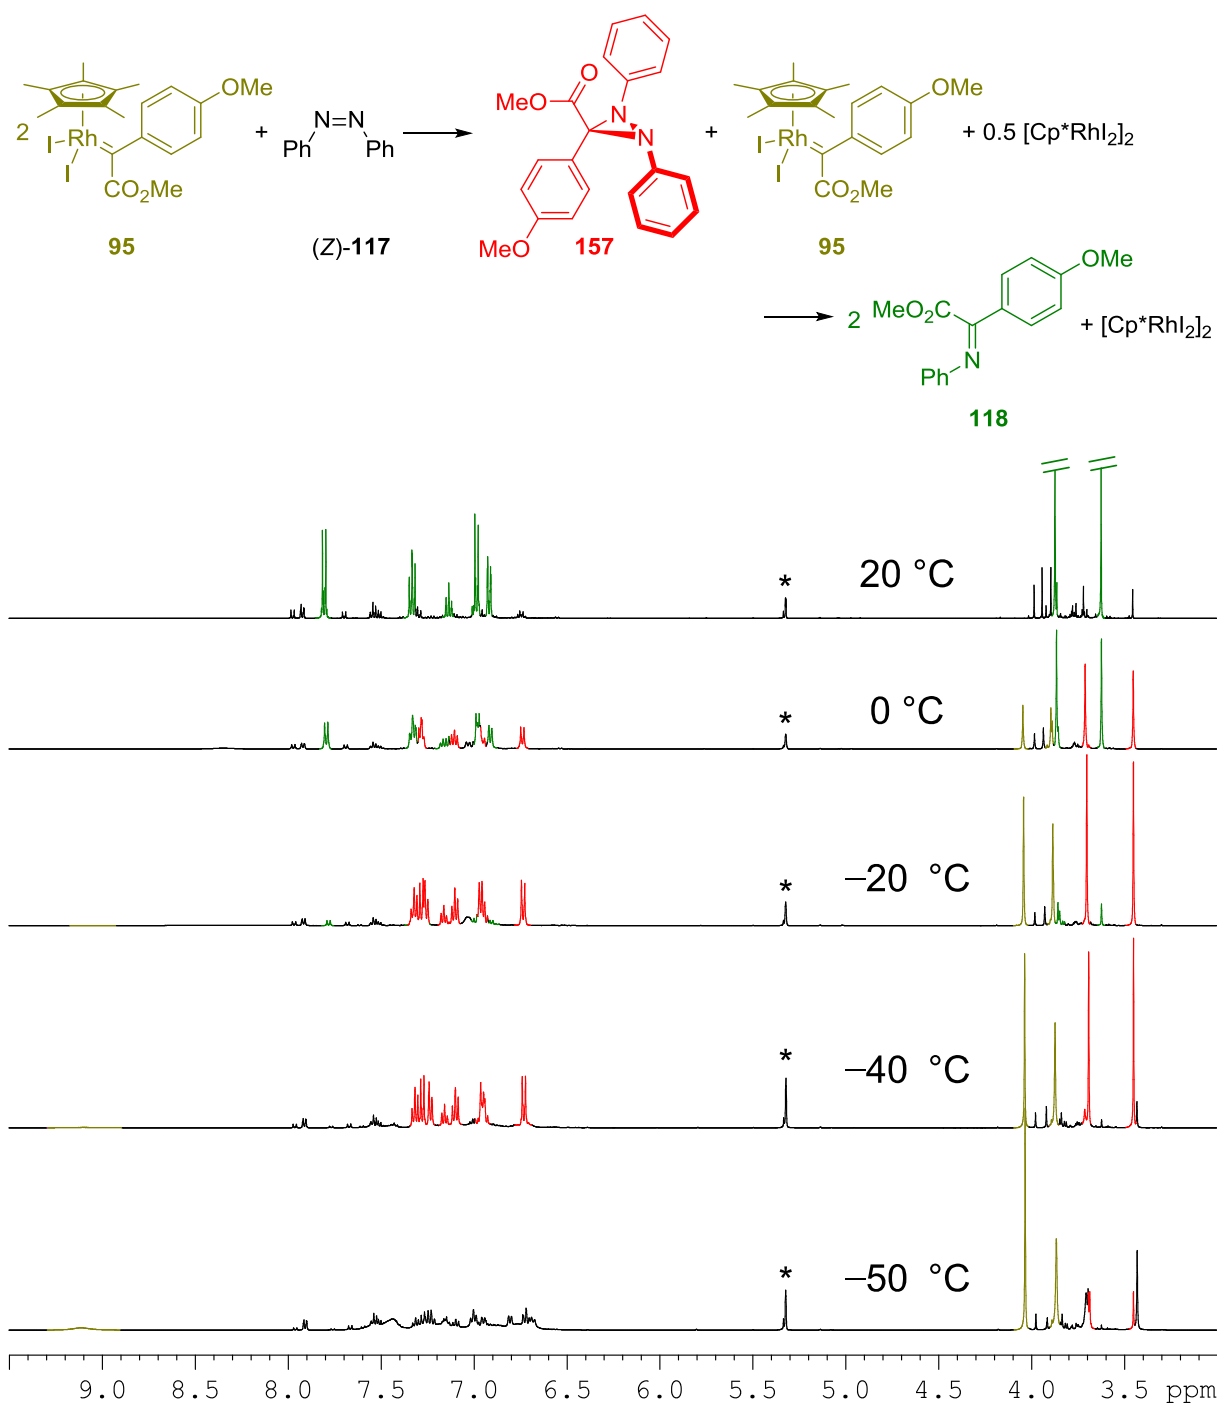 OMe
OMe
O
MeO
N
N
2
Rh
I
I
CO₂Me
+
N=N
Ph
Ph
+
Rh
I
I
CO₂Me
+ 0.5 [Cp*RhI₂]₂
MeO
95
(Z)-117
157
95
OMe
2
MeO₂C
N
Ph
+ [Cp*RhI₂]₂
118
* 20 °C
* 0 °C
* −20 °C
* −40 °C
* −50 °C
9.0 8.5 8.0 7.5 7.0 6.5 6.0 5.5 5.0 4.5 4.0 3.5 ppm